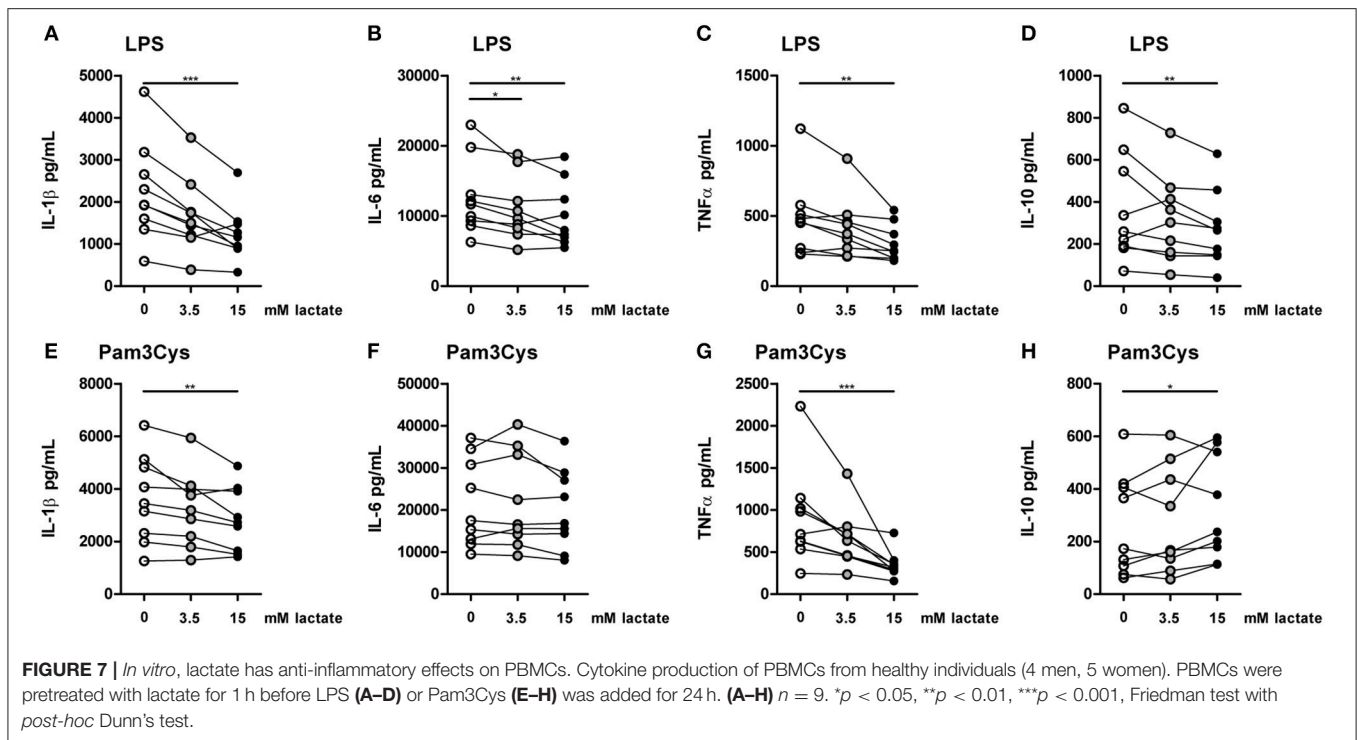 A LPS
IL-1β pg/mL
5000
4000
3000
2000
1000
0
***
0 3.5 15 mM lactate
B LPS
IL-6 pg/mL
30000
20000
10000
0
**
*
0 3.5 15 mM lactate
C LPS
TNFα pg/mL
1500
1000
500
0
**
0 3.5 15 mM lactate
D LPS
IL-10 pg/mL
1000
800
600
400
200
0
**
0 3.5 15 mM lactate
E Pam3Cys
IL-1β pg/mL
8000
6000
4000
2000
0
**
0 3.5 15 mM lactate
F Pam3Cys
IL-6 pg/mL
50000
40000
30000
20000
10000
0
0 3.5 15 mM lactate
G Pam3Cys
TNFα pg/mL
2500
2000
1500
1000
500
0
***
0 3.5 15 mM lactate
H Pam3Cys
IL-10 pg/mL
800
600
400
200
0
*
0 3.5 15 mM lactate
FIGURE 7 | In vitro, lactate has anti-inflammatory effects on PBMCs. Cytokine production of PBMCs from healthy individuals (4 men, 5 women). PBMCs were
pretreated with lactate for 1 h before LPS (A–D) or Pam3Cys (E–H) was added for 24 h. (A–H) n = 9. *p < 0.05, **p < 0.01, ***p < 0.001, Friedman test with
post-hoc Dunn's test.